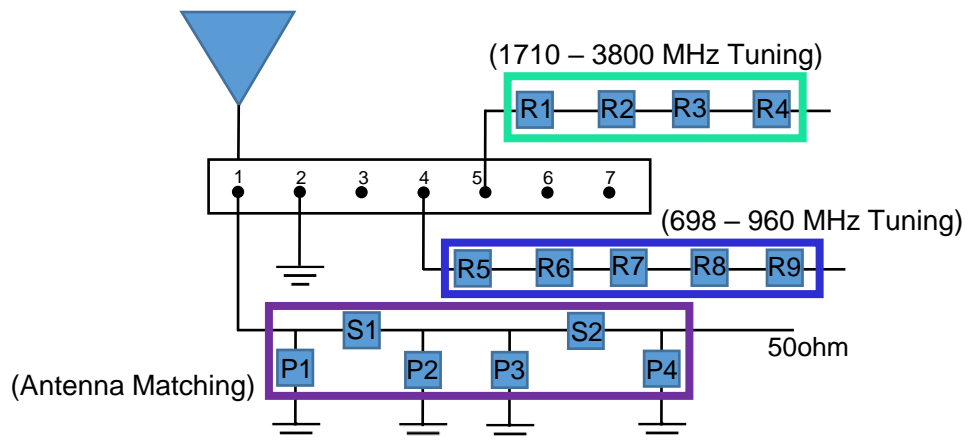 (1710 – 3800 MHz Tuning)
R1 R2 R3 R4
1 2 3 4 5 6 7
(698 – 960 MHz Tuning)
R5 R6 R7 R8 R9
S1 S2
50ohm
P1 P2 P3 P4
(Antenna Matching)